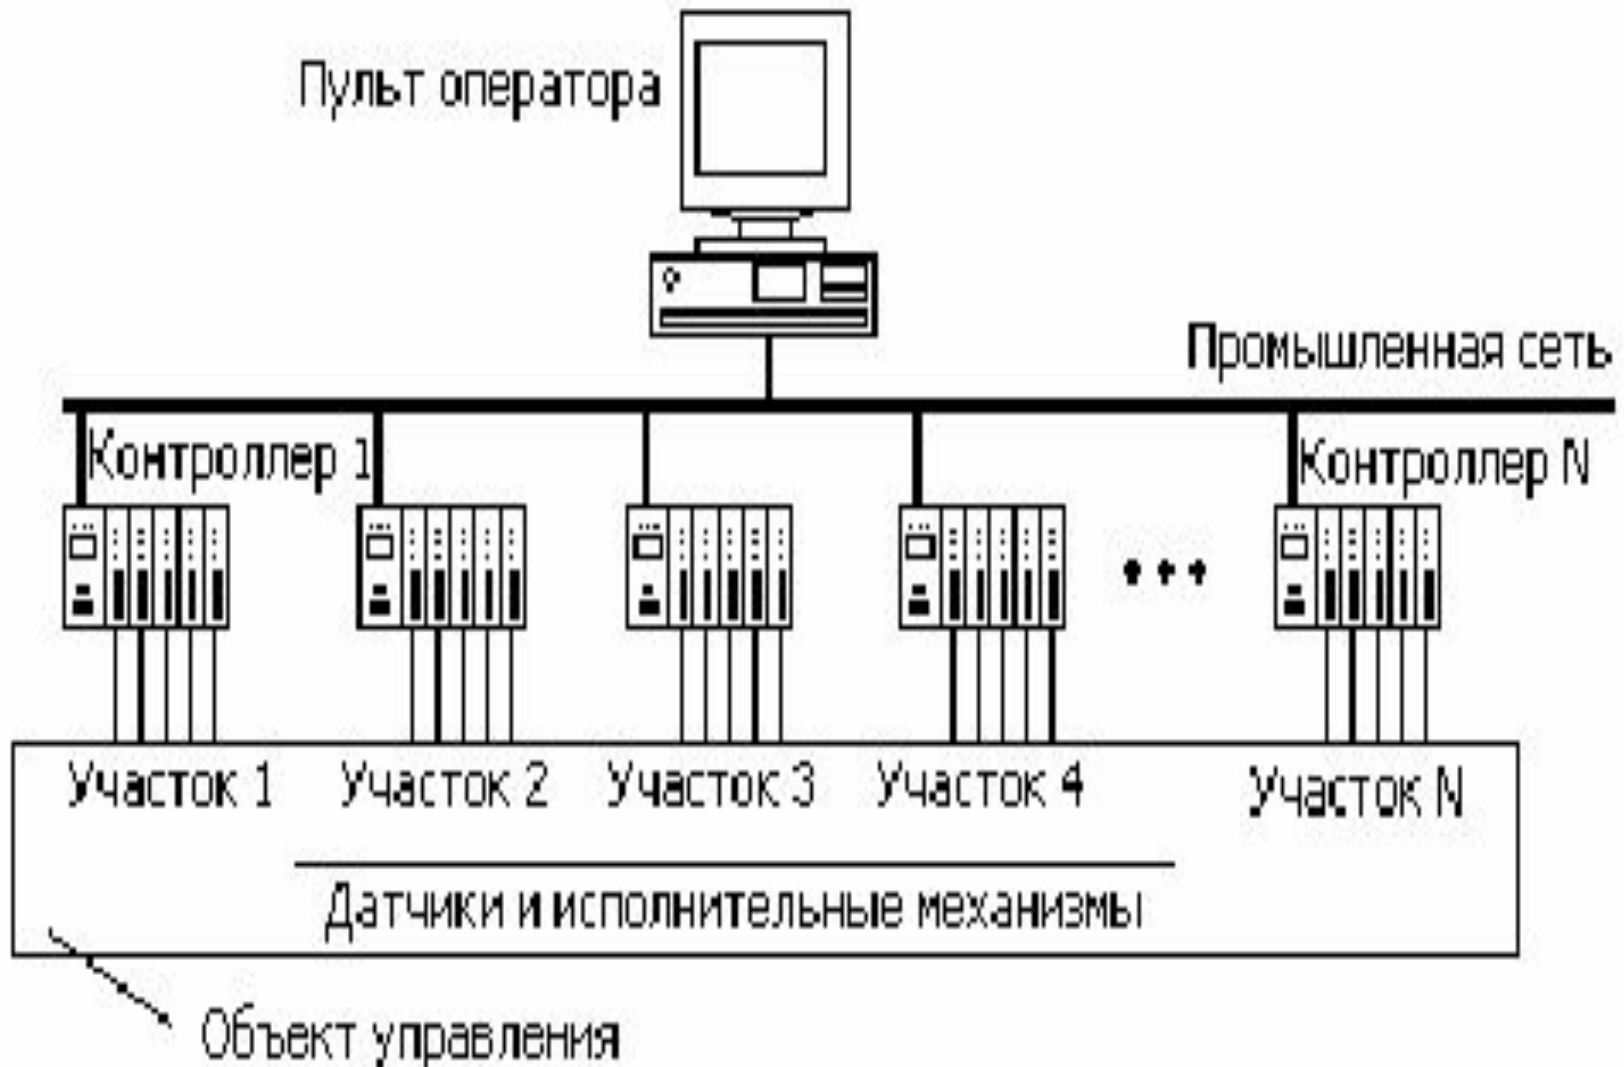 Пульт оператора
Промышленная сеть
Контроллер 1
Контроллер N
Участок 1
Участок 2
Участок 3
Участок 4
Участок N
Датчики и исполнительные механизмы
Объект управления